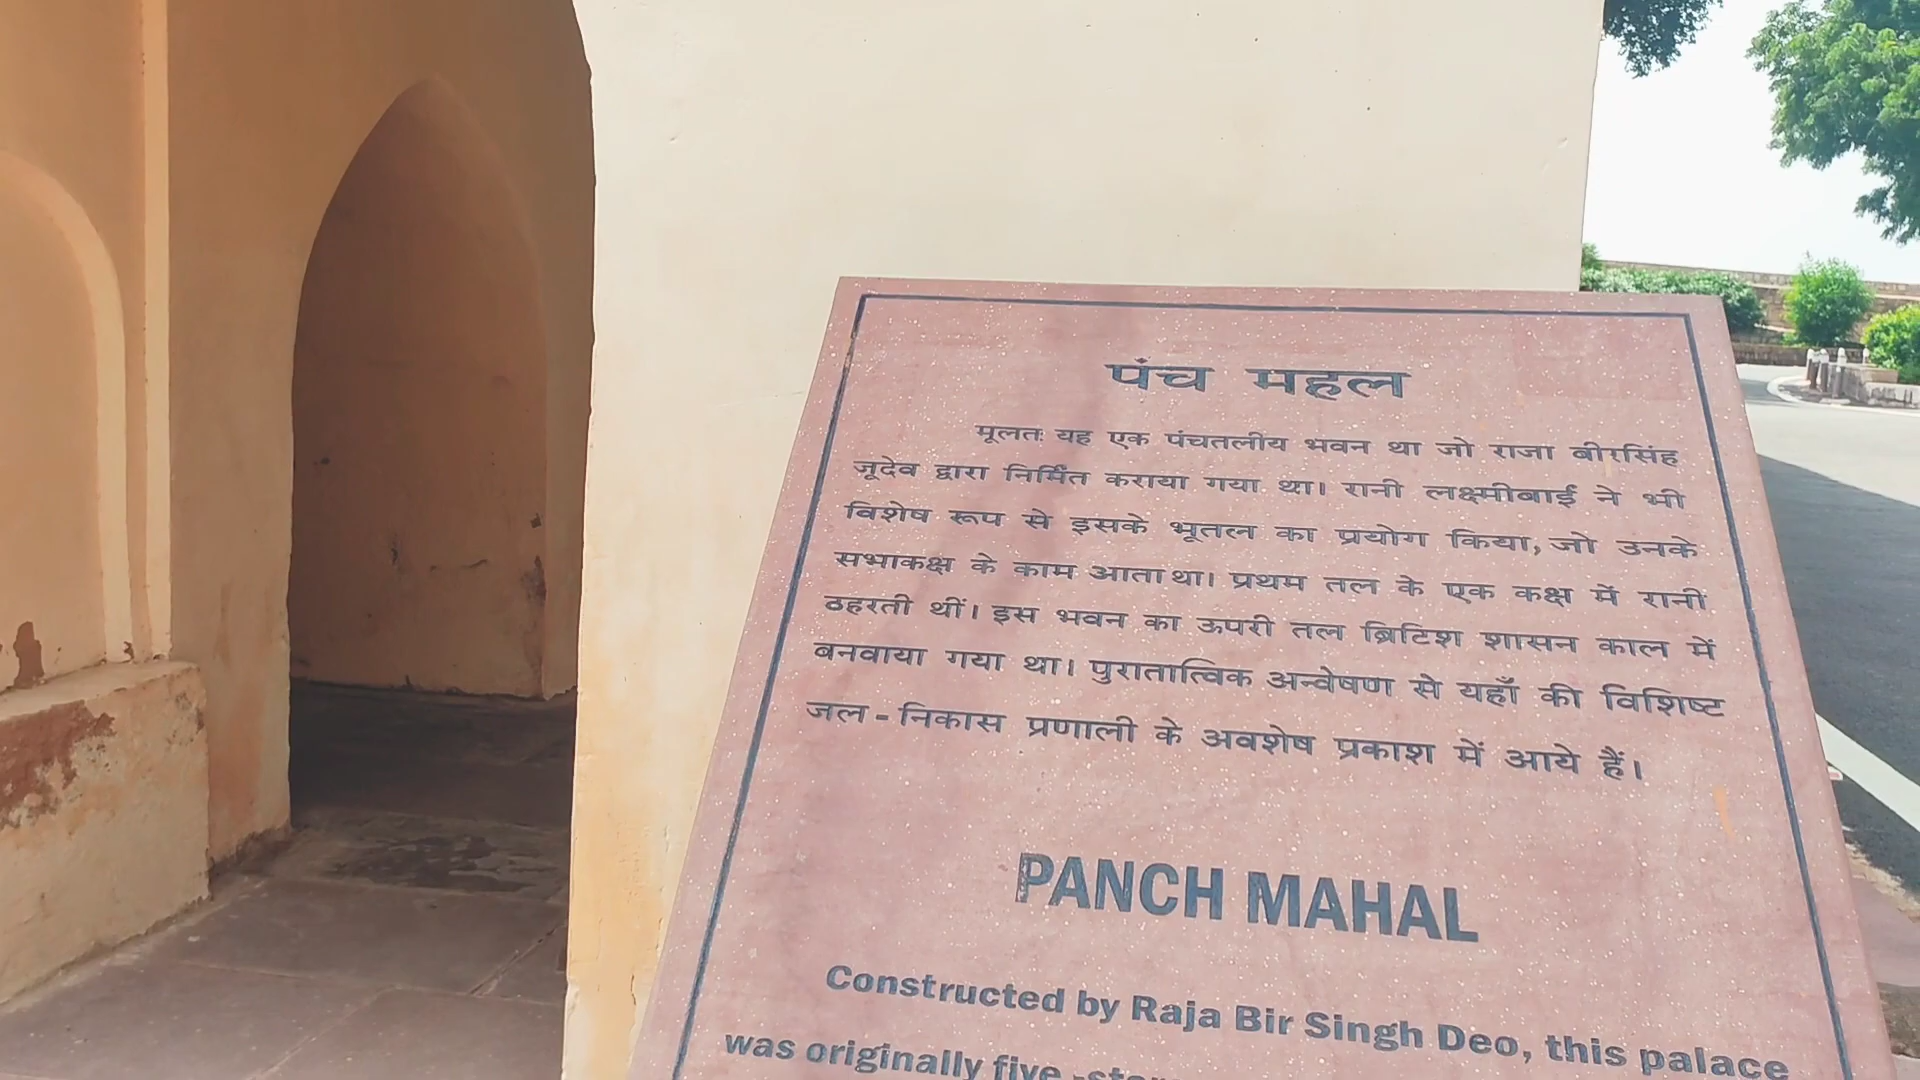 पंच महल
मूलतः यह एक पंचतलीय भवन था जो राजा बीरसिंह
जूदेव द्वारा निर्मित कराया गया था। रानी लक्ष्मीबाई ने भी
विशेष रूप से इसके भूतल का प्रयोग किया, जो उनके
सभाकक्ष के काम आता था। प्रथम तल के एक कक्ष में रानी
ठहरती थीं। इस भवन का ऊपरी तल ब्रिटिश शासन काल में
बनवाया गया था। पुरातात्विक अन्वेषण से यहाँ की विशिष्ट
जल - निकास प्रणाली के अवशेष प्रकाश में आये हैं।
PANCH MAHAL
Constructed by Raja Bir Singh Deo, this palace
was originally five